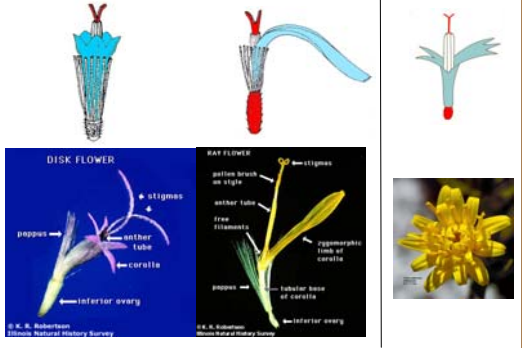 DISK FLOWER
stigmas
pappus
anther
tube
corolla
inferior ovary
© K. R. Robertson
Illinois Natural History Survey
RAY FLOWER
stigmas
pollen brush
on style
anther tube
free
filaments
zygomorphic
limb of
corolla
pappus
tubular base
of corolla
inferior ovary
© K. R. Robertson
Illinois Natural History Survey